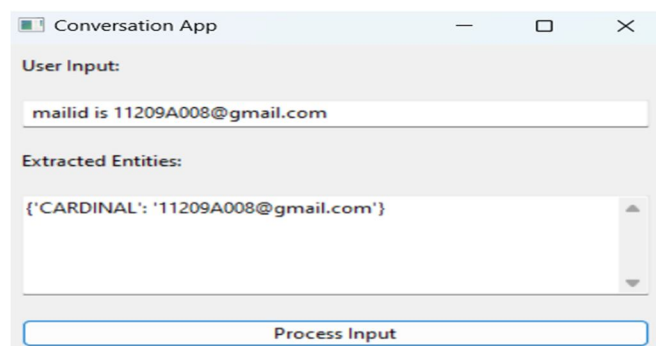 Conversation App
User Input:
mailid is 11209A008@gmail.com
Extracted Entities:
{'CARDINAL': '11209A008@gmail.com'}
Process Input